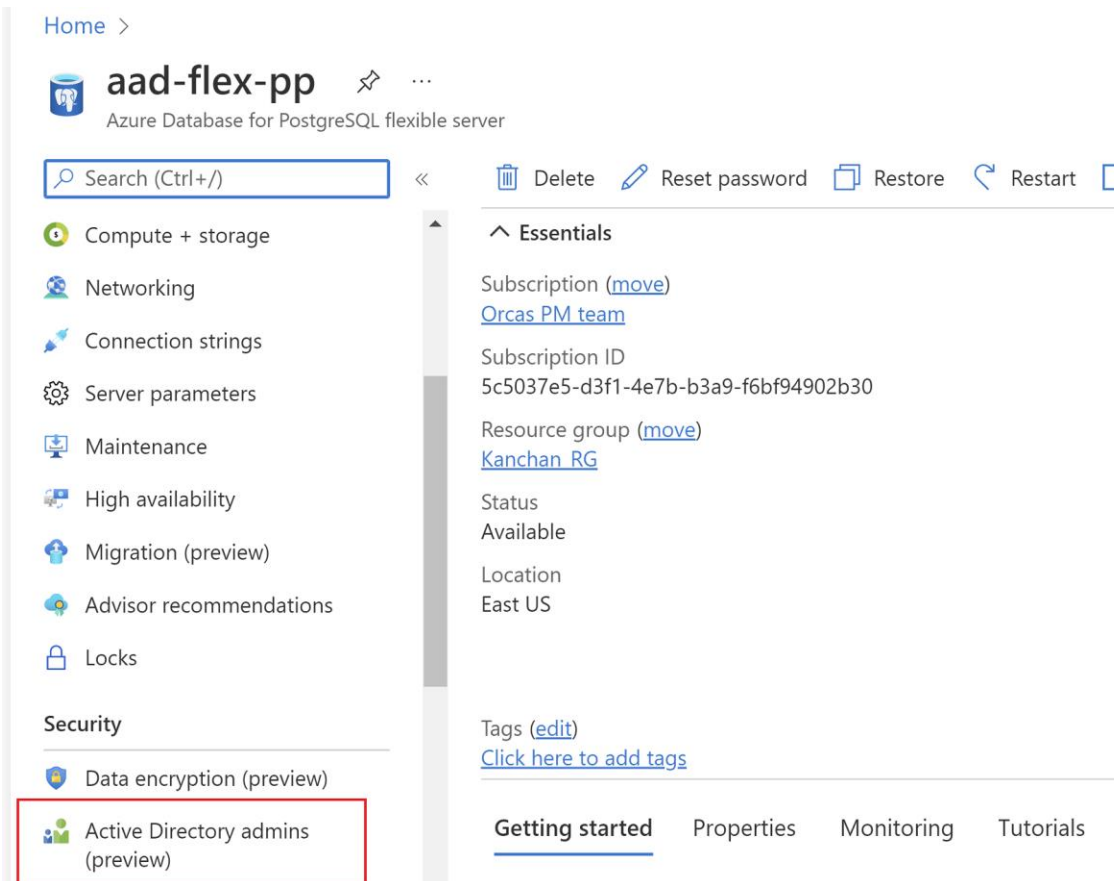 Home >
aad-flex-pp ...
Azure Database for PostgreSQL flexible server
Search (Ctrl+/) «
Delete Reset password Restore Restart
Compute + storage
Networking
Connection strings
Server parameters
Maintenance
High availability
Migration (preview)
Advisor recommendations
Locks
Security
Data encryption (preview)
Active Directory admins
(preview)
Essentials
Subscription (move)
Orcas PM team
Subscription ID
5c5037e5-d3f1-4e7b-b3a9-f6bf94902b30
Resource group (move)
Kanchan_RG
Status
Available
Location
East US
Tags (edit)
Click here to add tags
Getting started Properties Monitoring Tutorials